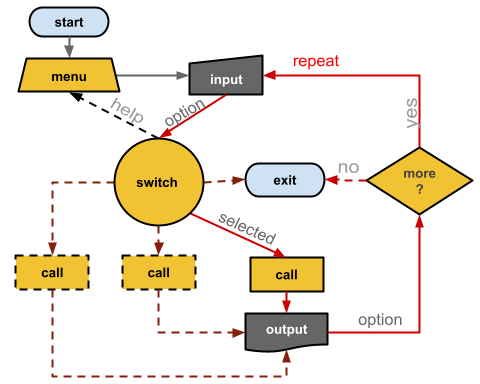 start
menu
input
repeat
help
option
yes
switch
exit
no
more
?
selected
call
call
call
output
option